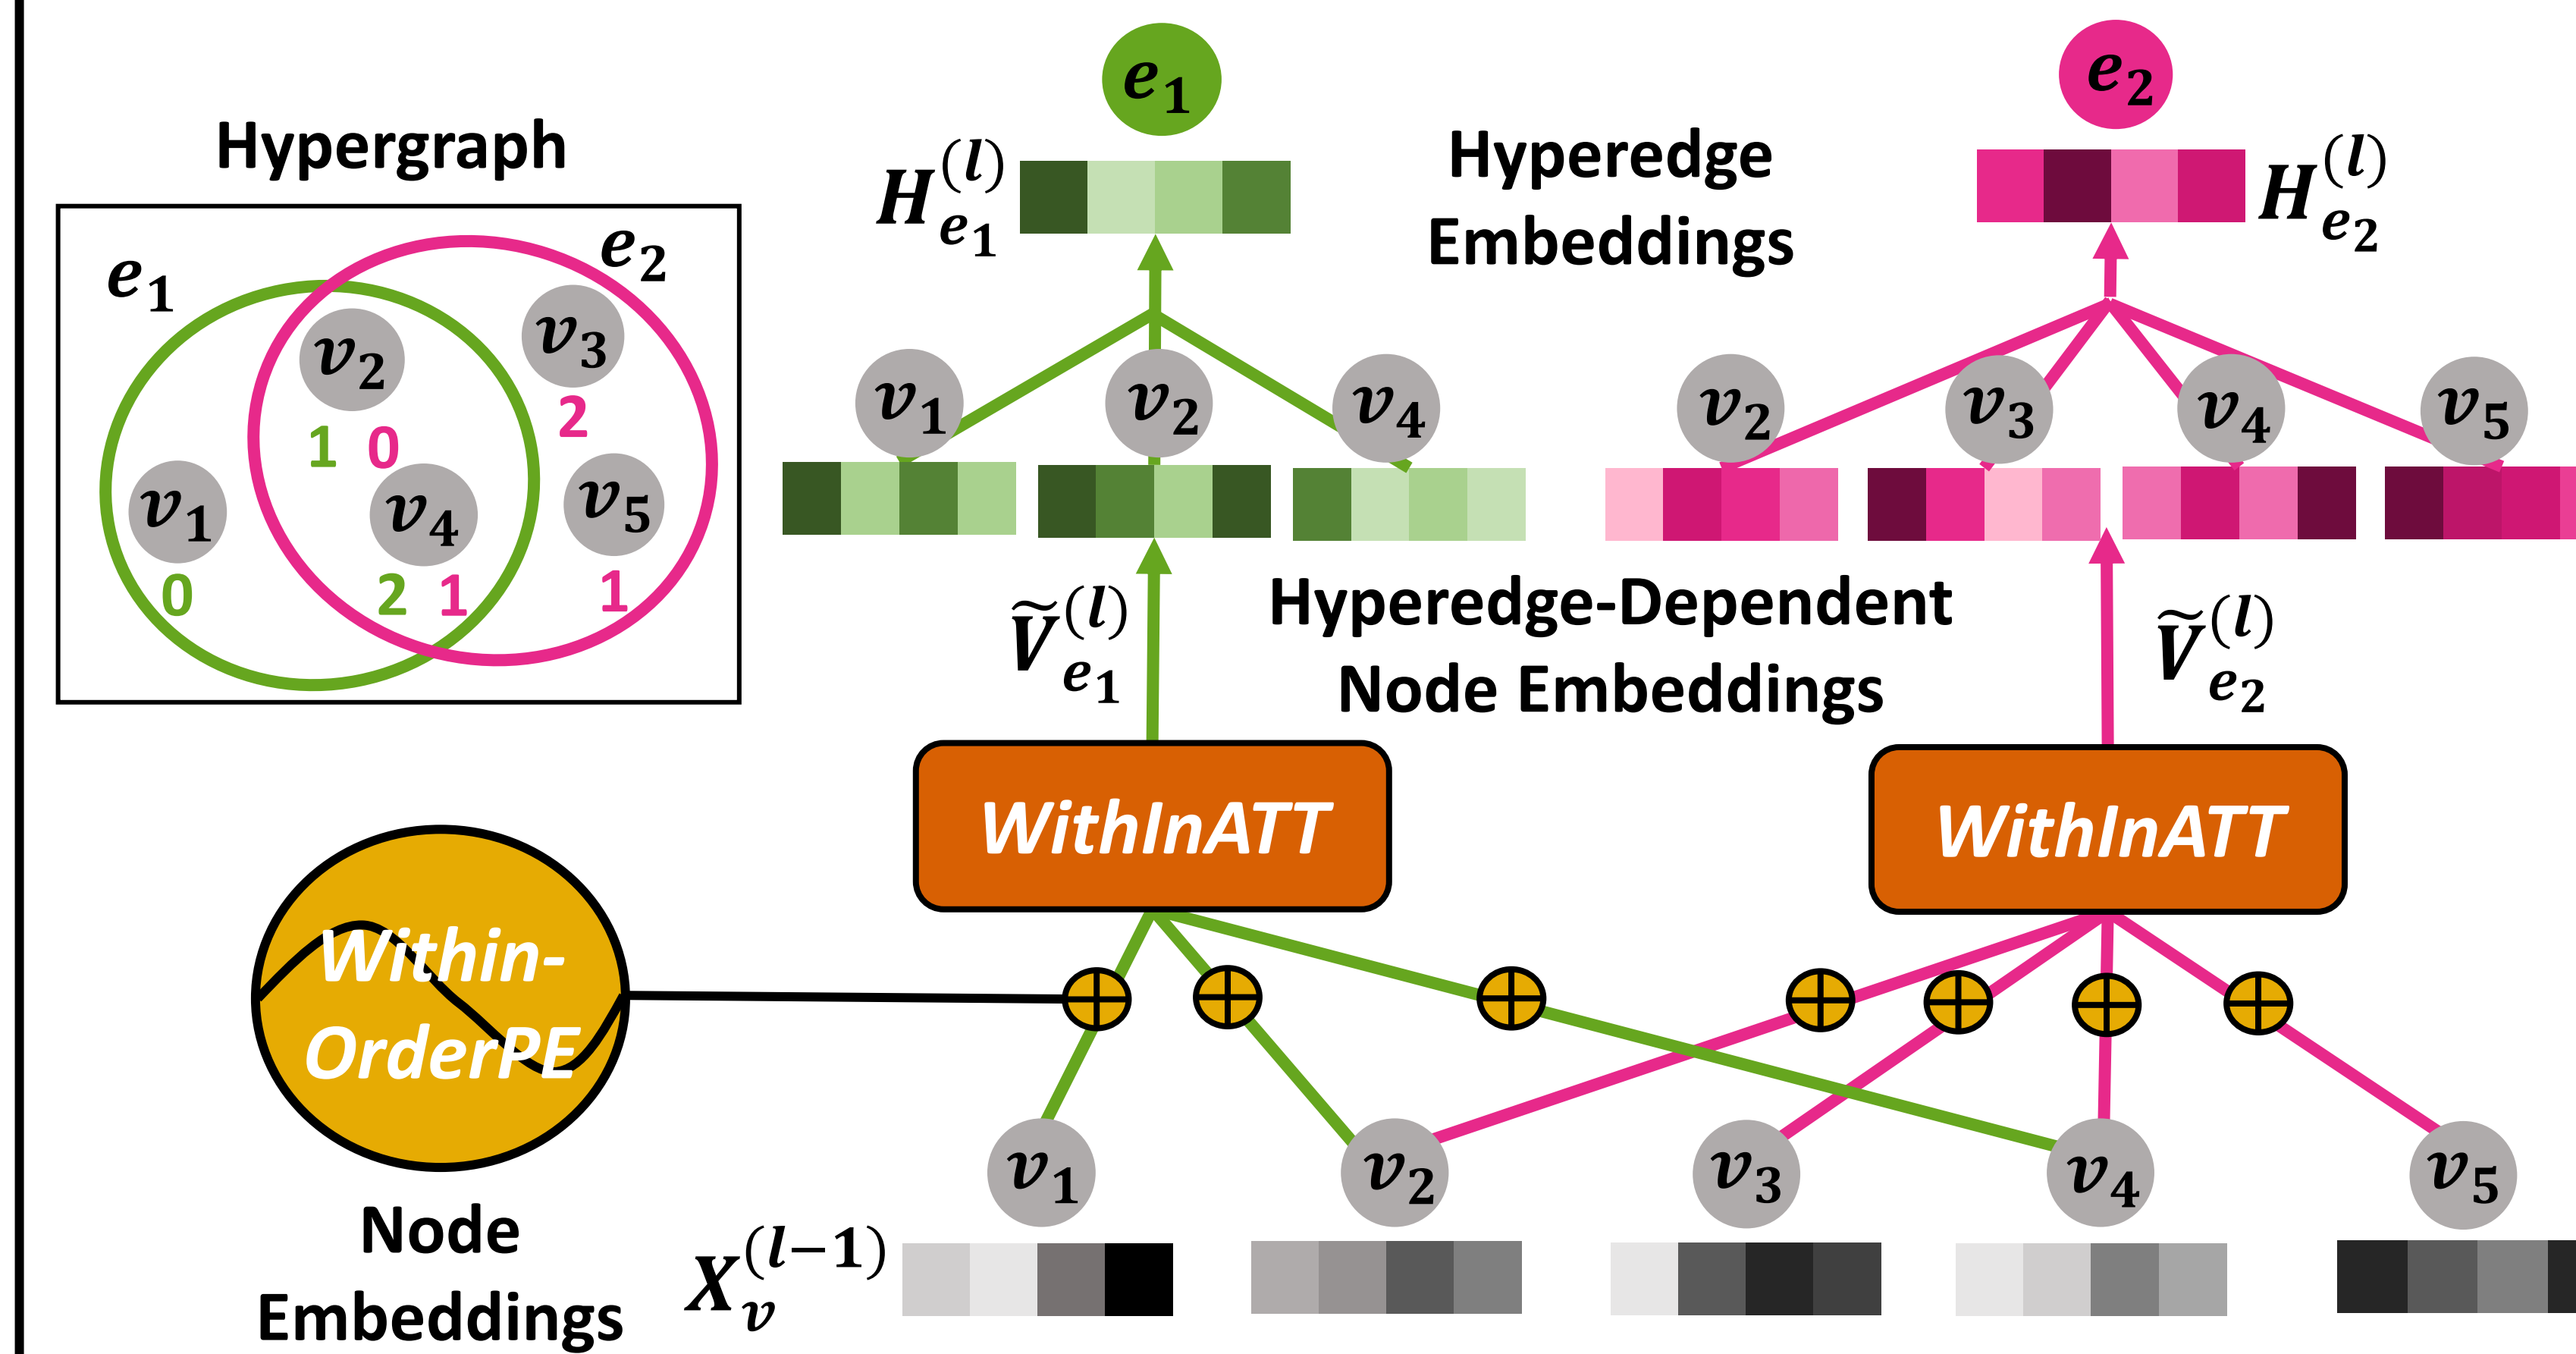 Hypergraph
e₁
e₂
v₂
v₃
1 0
2
v₁
v₄
v₅
0
2 1
1
e₁
H_{e₁}^{(l)}
Hyperedge
Embeddings
e₂
H_{e₂}^{(l)}
v₁ v₂ v₄
v₂ v₃ v₄ v₅
Ṽ_{e₁}^{(l)}
Hyperedge-Dependent
Node Embeddings
Ṽ_{e₂}^{(l)}
WithInATT
WithInATT
Within-
OrderPE
v₁ v₂ v₃ v₄ v₅
Node
Embeddings
X_v^{(l−1)}